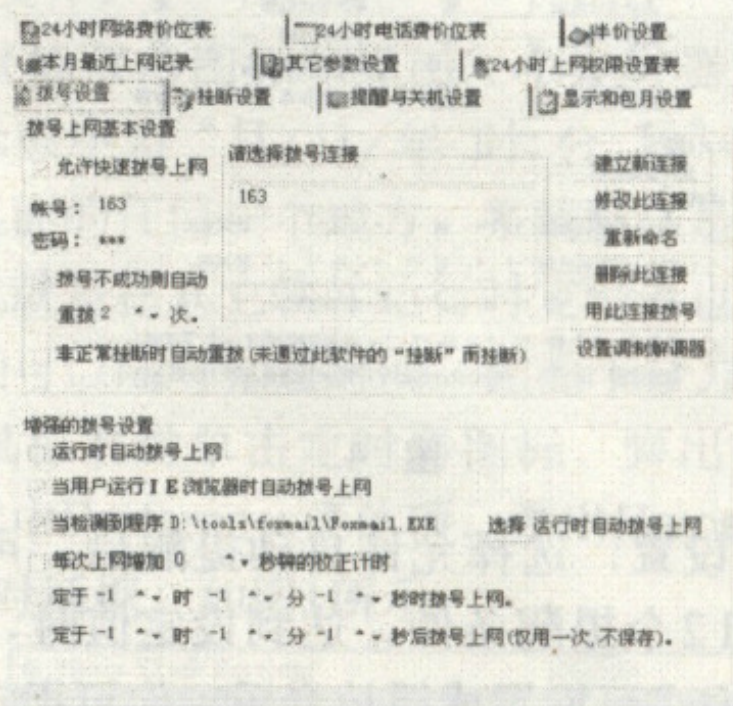 24小时网络费价位表 24小时电话费价位表 半价设置
本月最近上网记录 其它参数设置 24小时上网权限设置表
拨号设置 挂断设置 提醒与关机设置 显示和包月设置
拨号上网基本设置
允许快速拨号上网 请选择拨号连接 建立新连接
帐号： 163 163 修改此连接
密码： *** 重新命名
拨号不成功则自动 删除此连接
重拨 2 次。 用此连接拨号
非正常挂断时自动重拨(未通过此软件的“挂断”而挂断) 设置调制解调器
增强的拨号设置
运行时自动拨号上网
当用户运行IE浏览器时自动拨号上网
当检测到程序 D:\tools\foxmail\Foxmail.EXE 选择 运行时自动拨号上网
每次上网增加 0 秒钟的校正计时
定于 -1 时 -1 分 -1 秒时拨号上网。
定于 -1 时 -1 分 -1 秒后拨号上网(仅用一次,不保存)。